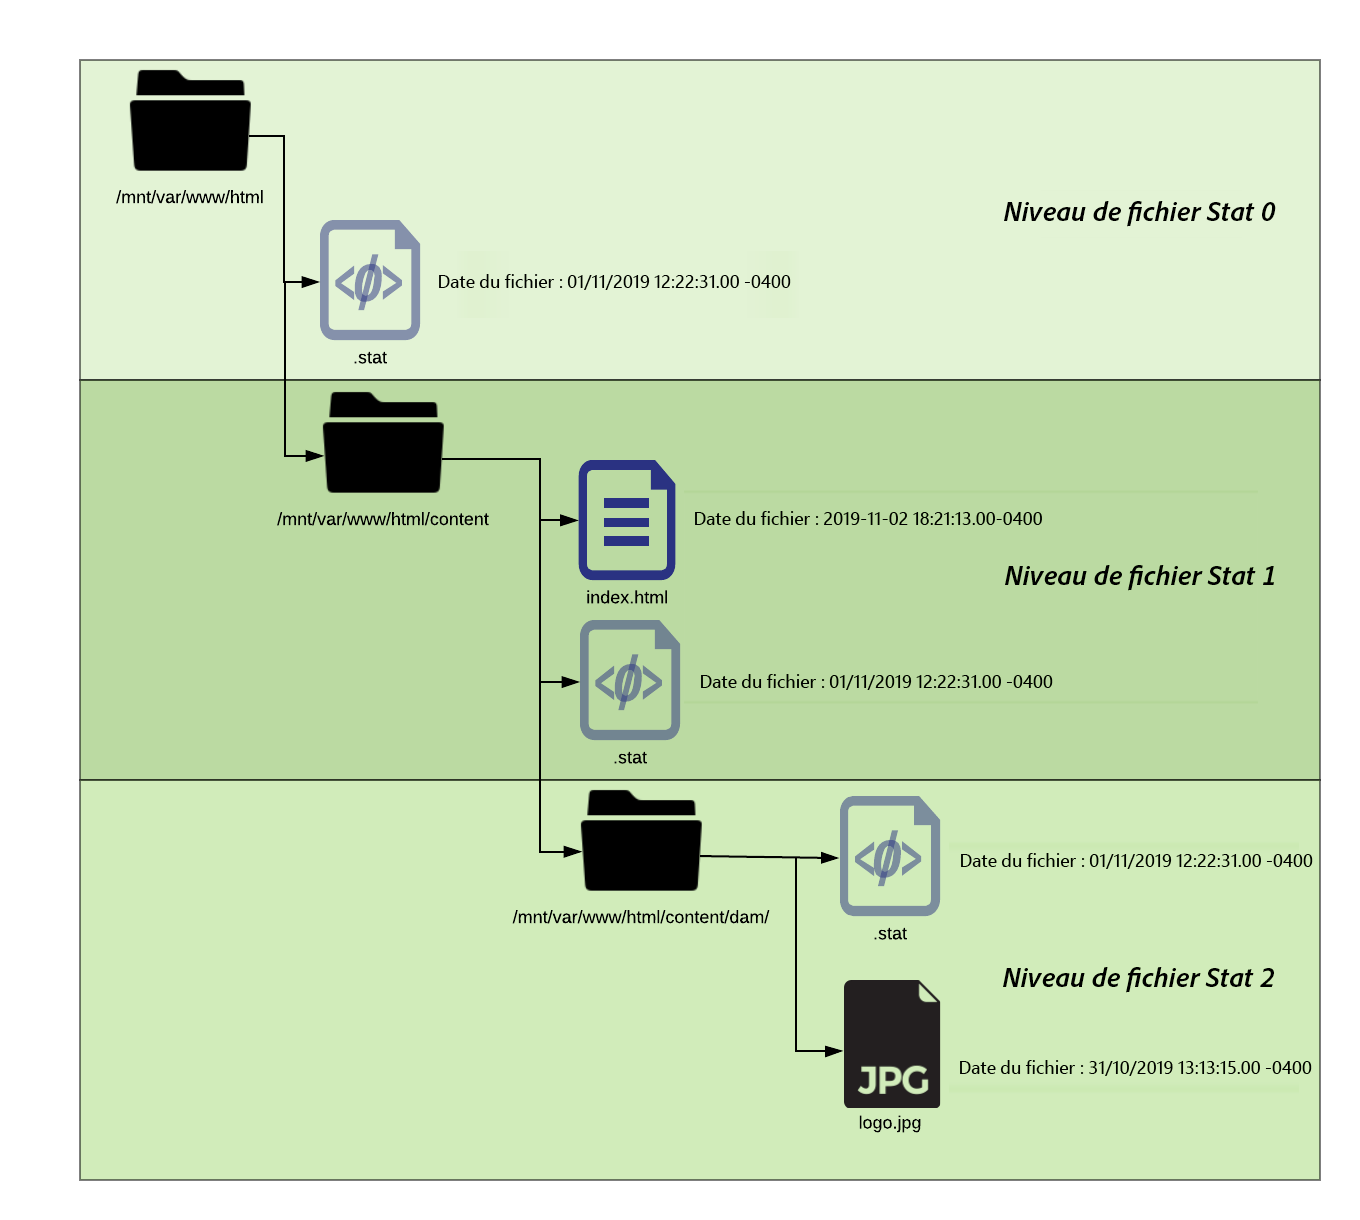 /mnt/var/www/html
Niveau de fichier Stat 0
Date du fichier : 01/11/2019 12:22:31.00 -0400
.stat
/mnt/var/www/html/content
Date du fichier : 2019-11-02 18:21:13.00-0400
Niveau de fichier Stat 1
index.html
Date du fichier : 01/11/2019 12:22:31.00 -0400
.stat
/mnt/var/www/html/content/dam/
Date du fichier : 01/11/2019 12:22:31.00 -0400
.stat
Niveau de fichier Stat 2
Date du fichier : 31/10/2019 13:13:15.00 -0400
JPG
logo.jpg